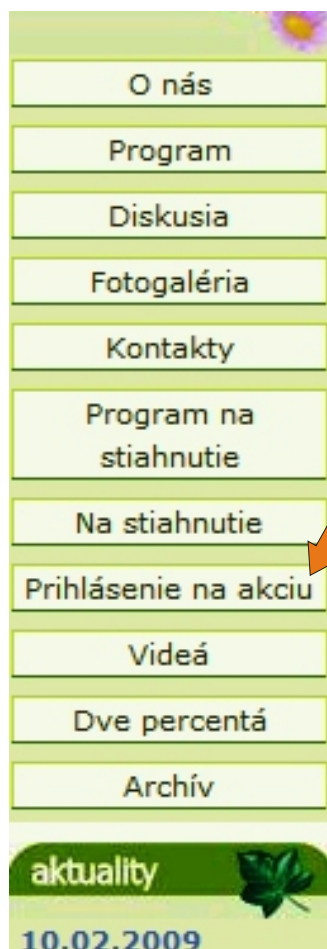 O nás
Program
Diskusia
Fotogaléria
Kontakty
Program na
stiahnutie
Na stiahnutie
Prihlásenie na akciu
Videá
Dve percentá
Archív
aktuality
10.02.2009